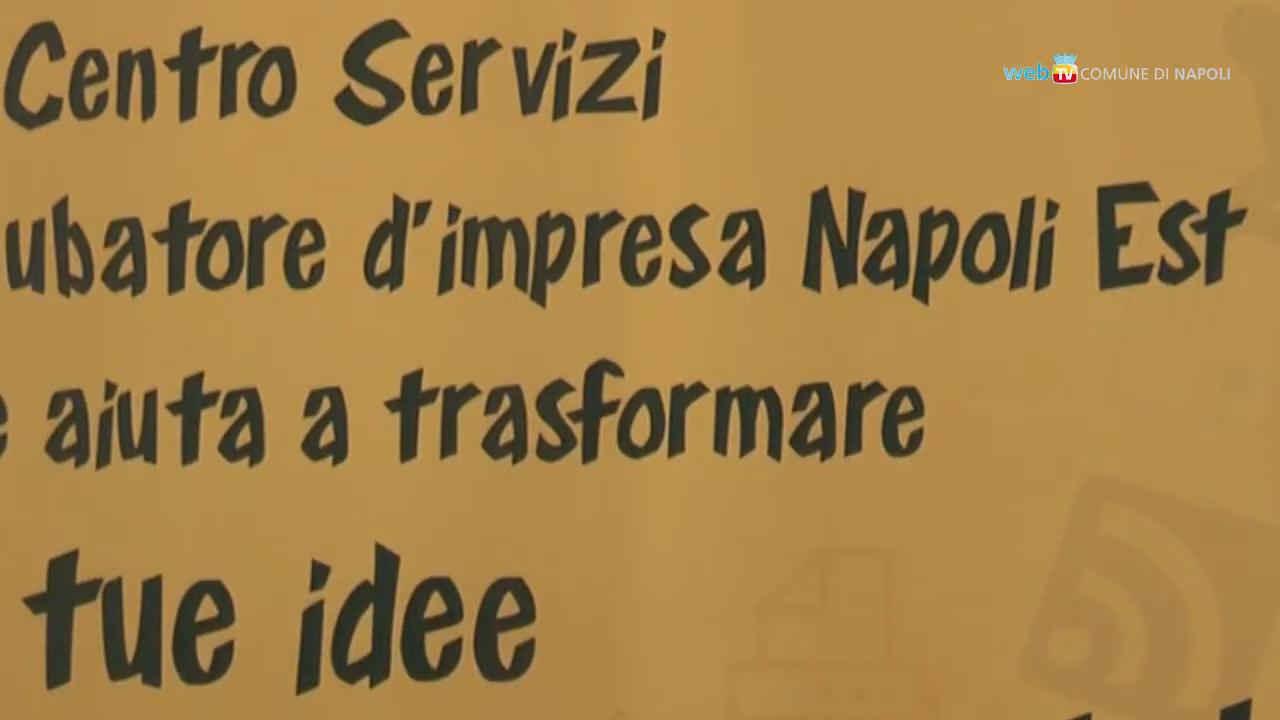 Centro Servizi
web TV COMUNE DI NAPOLI
ubatore d'impresa Napoli Est
aiuta a trasformare
tue idee